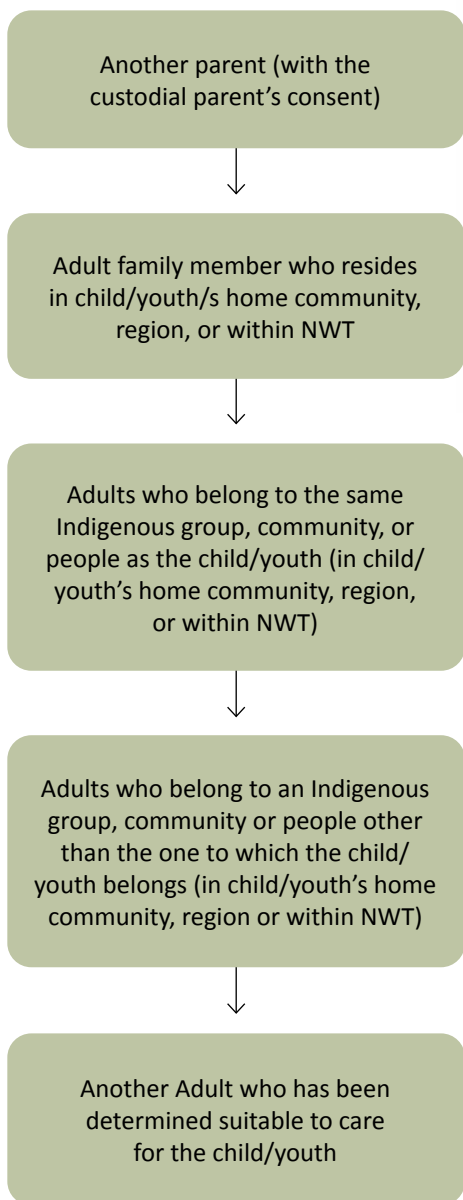 Another parent (with the
custodial parent’s consent)
Adult family member who resides
in child/youth/s home community,
region, or within NWT
Adults who belong to the same
Indigenous group, community, or
people as the child/youth (in child/
youth’s home community, region,
or within NWT)
Adults who belong to an Indigenous
group, community or people other
than the one to which the child/
youth belongs (in child/youth’s home
community, region or within NWT)
Another Adult who has been
determined suitable to care
for the child/youth